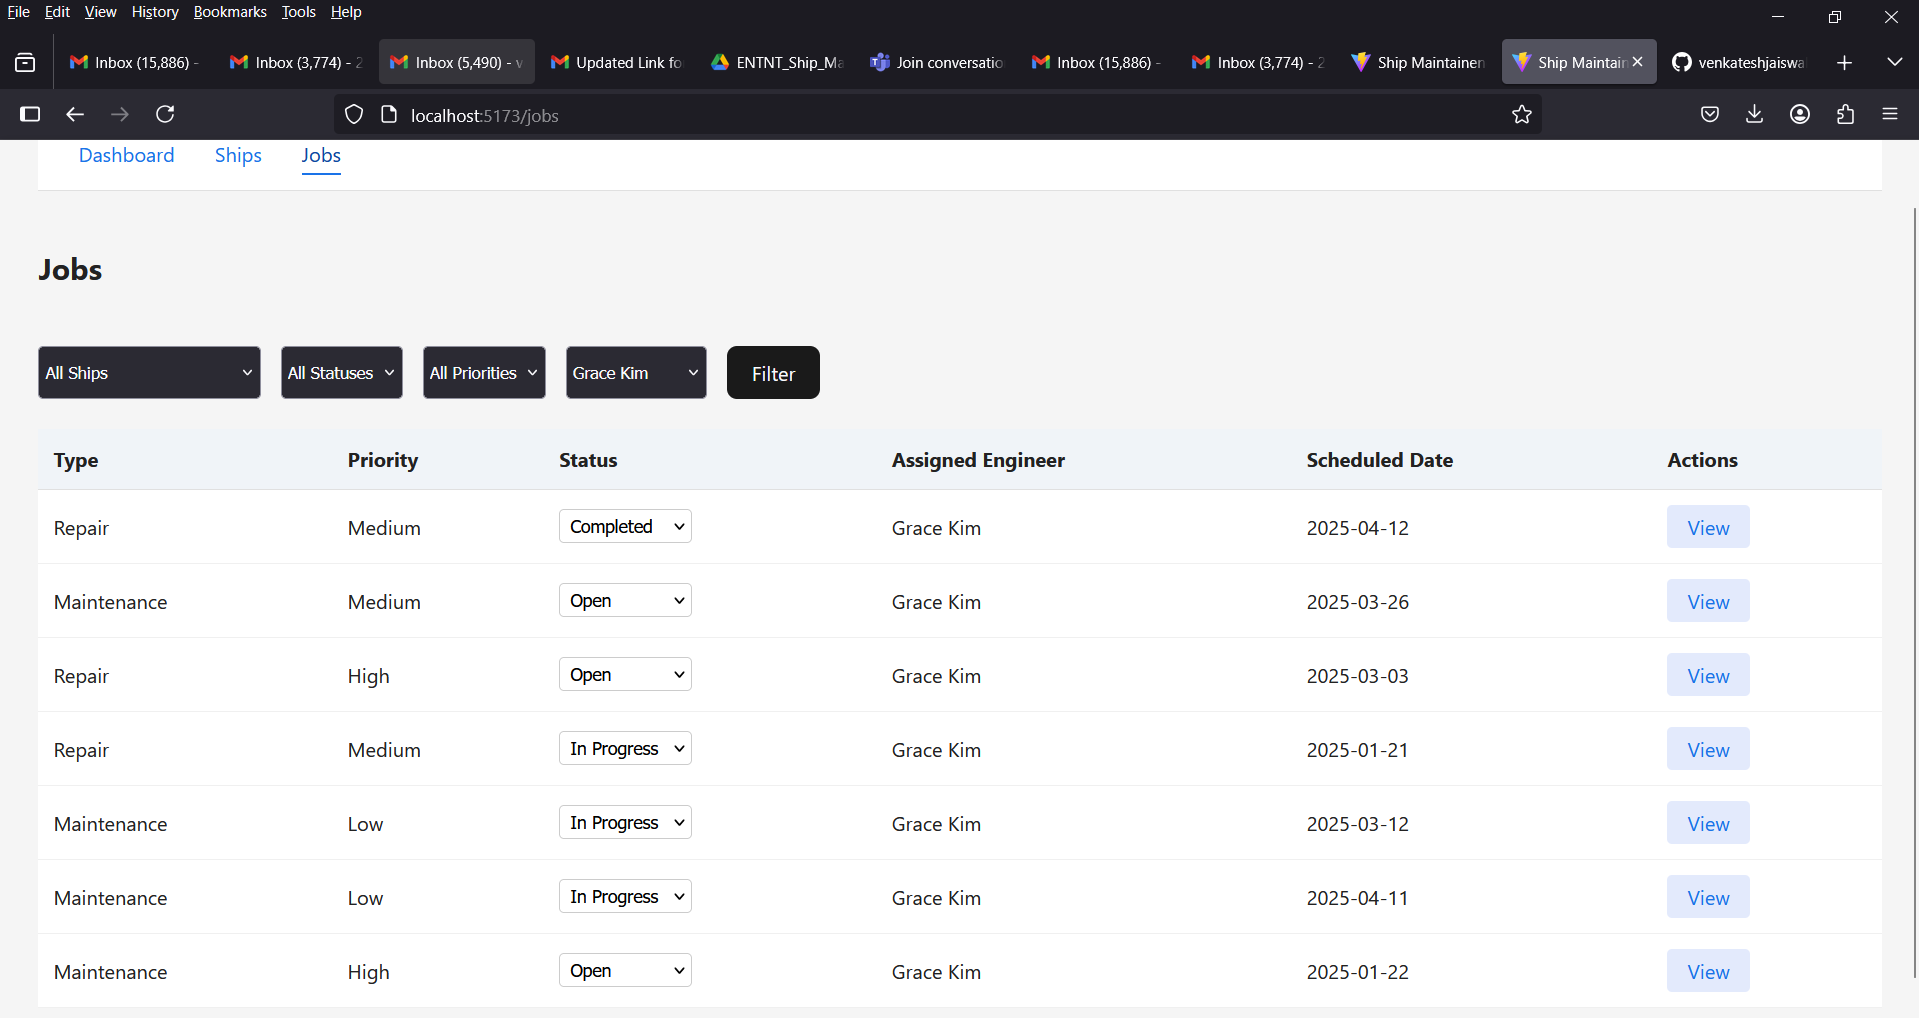 File Edit View History Bookmarks Tools Help
Inbox (15,886) - Inbox (3,774) - 2 Inbox (5,490) - v Updated Link fo ENTNT_Ship_Ma Join conversatio Inbox (15,886) - Inbox (3,774) - 2 Ship Maintainen Ship Maintain venkateshjaiswa
localhost:5173/jobs
Dashboard Ships Jobs
Jobs
All Ships All Statuses All Priorities Grace Kim Filter
Type Priority Status Assigned Engineer Scheduled Date Actions
Repair Medium Completed Grace Kim 2025-04-12 View
Maintenance Medium Open Grace Kim 2025-03-26 View
Repair High Open Grace Kim 2025-03-03 View
Repair Medium In Progress Grace Kim 2025-01-21 View
Maintenance Low In Progress Grace Kim 2025-03-12 View
Maintenance Low In Progress Grace Kim 2025-04-11 View
Maintenance High Open Grace Kim 2025-01-22 View